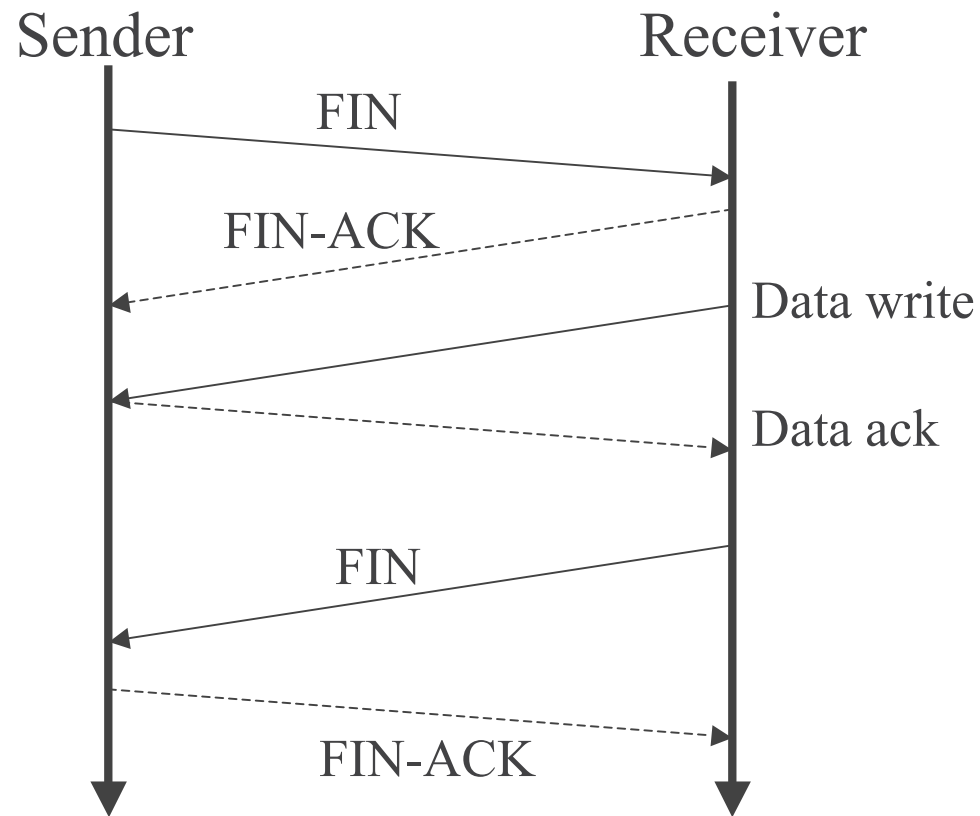 Sender
Receiver
FIN
FIN-ACK
Data write
Data ack
FIN
FIN-ACK